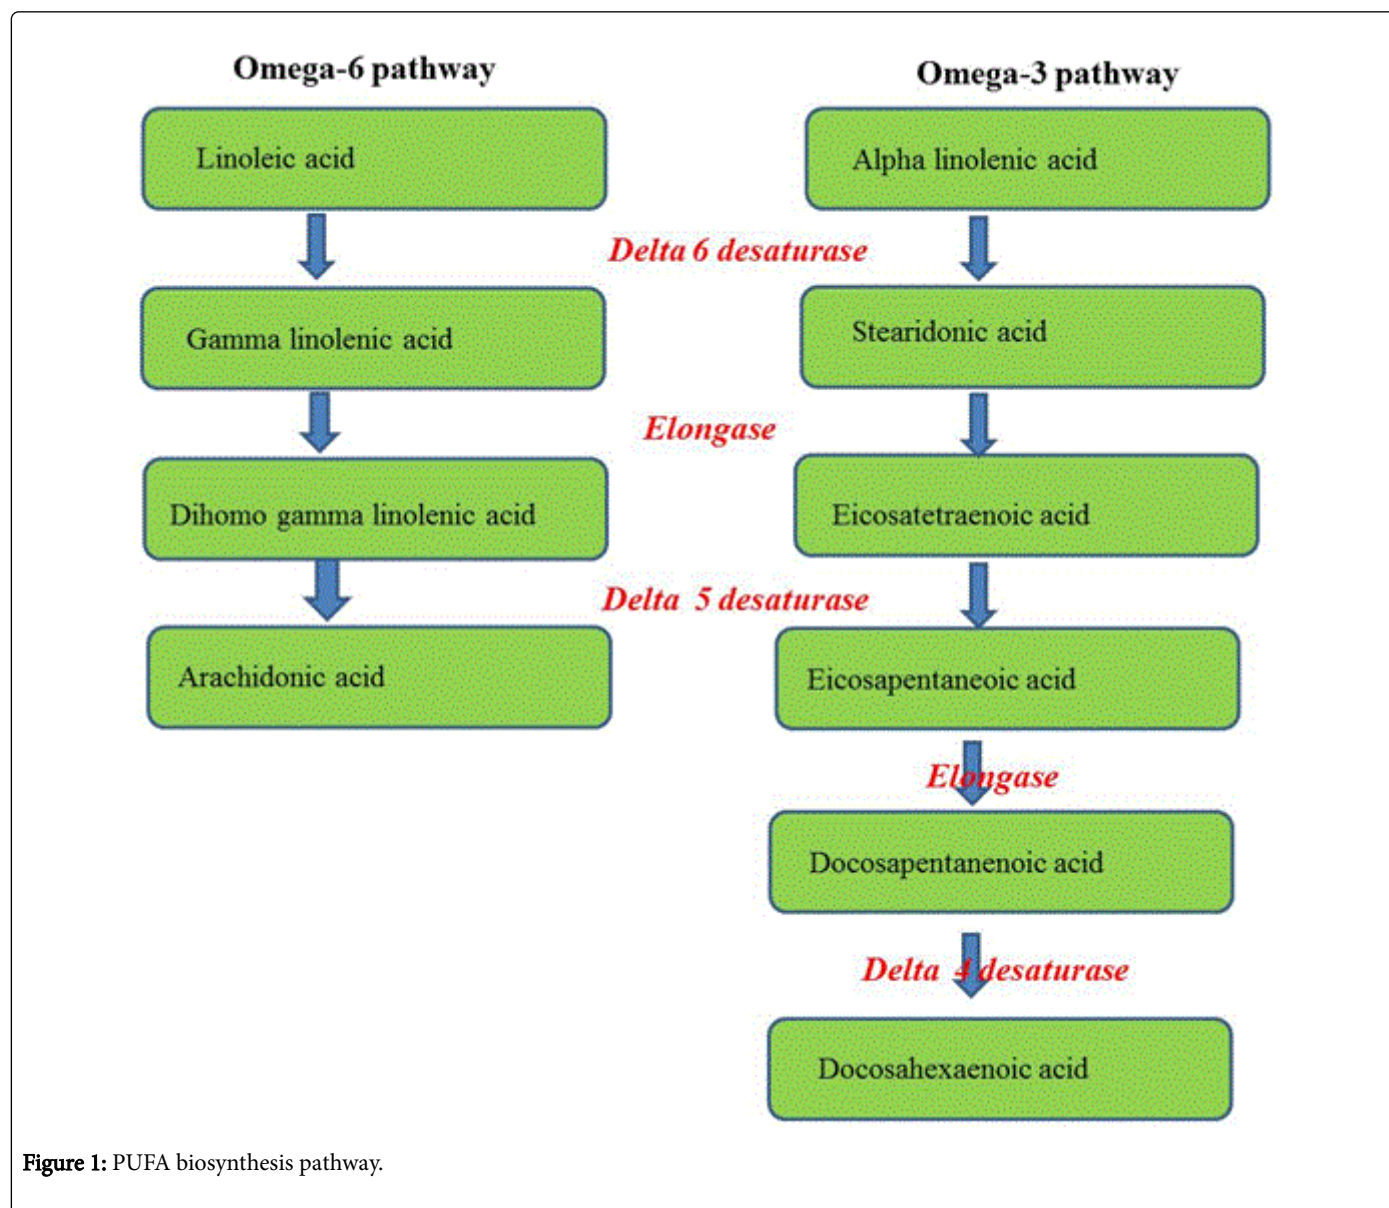 Omega-6 pathway
Omega-3 pathway
Linoleic acid
Alpha linolenic acid
Delta 6 desaturase
Gamma linolenic acid
Stearidonic acid
Elongase
Dihomo gamma linolenic acid
Eicosatetraenoic acid
Delta 5 desaturase
Arachidonic acid
Eicosapentaneoic acid
Elongase
Docosapentanenoic acid
Delta 4 desaturase
Docosahexaenoic acid
Figure 1: PUFA biosynthesis pathway.